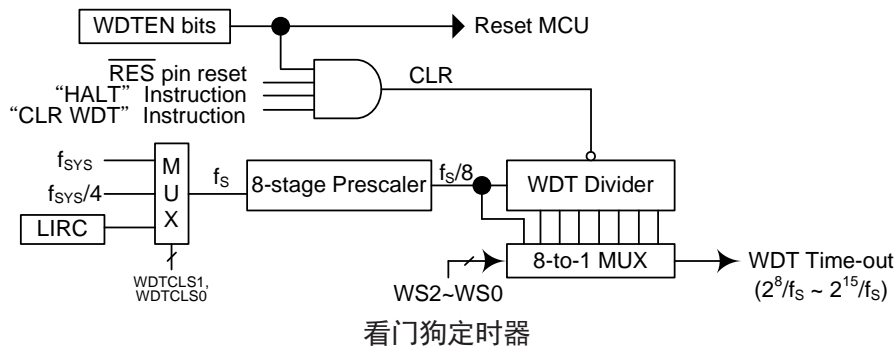 WDTEN bits
Reset MCU
RES pin reset
CLR
“HALT” Instruction
“CLR WDT” Instruction
fSYS
fSYS/4
LIRC
M
U
X
fS
8-stage Prescaler
fS/8
WDT Divider
WDTCLS1,
WDTCLS0
WS2~WS0
8-to-1 MUX
WDT Time-out
(2^8/fS ~ 2^15/fS)
看门狗定时器